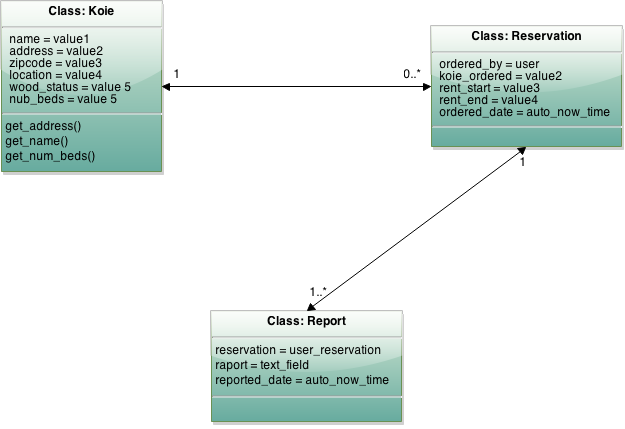 Class: Koie
name = value1
address = value2
zipcode = value3
location = value4
wood_status = value 5
nub_beds = value 5
get_address()
get_name()
get_num_beds()
1
0..*
Class: Reservation
ordered_by = user
koie_ordered = value2
rent_start = value3
rent_end = value4
ordered_date = auto_now_time
1
1..*
Class: Report
reservation = user_reservation
raport = text_field
reported_date = auto_now_time